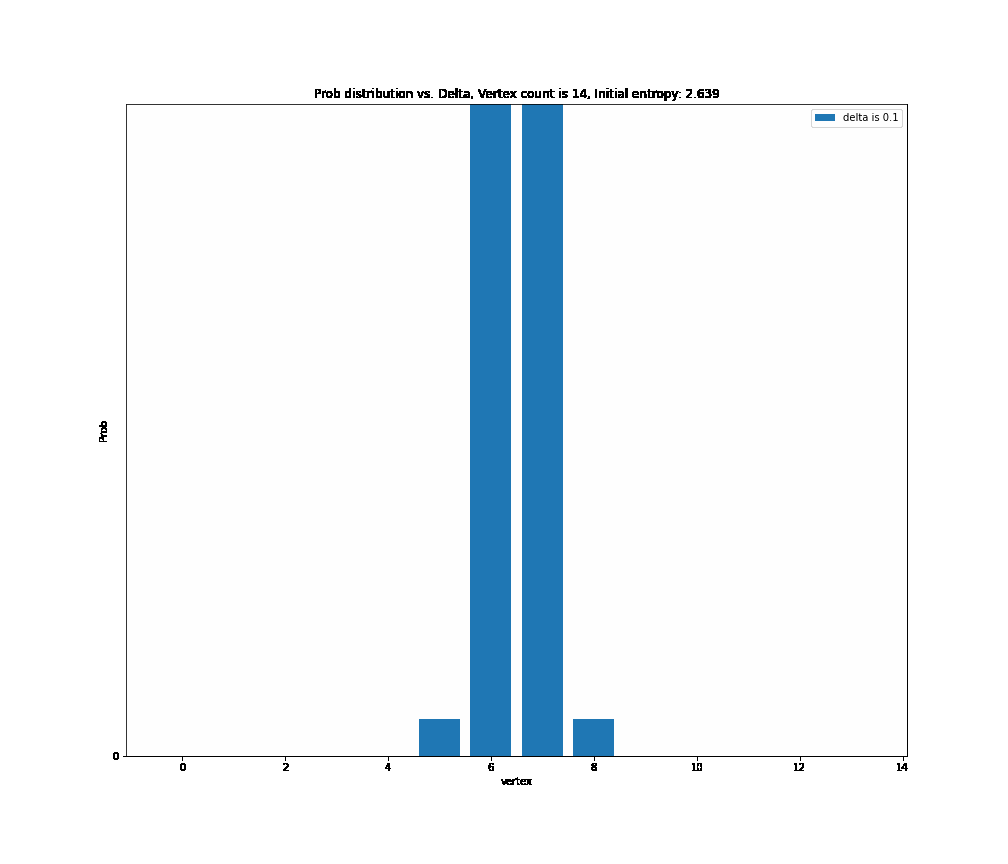 Prob distribution vs. Delta, Vertex count is 14, Initial entropy: 2.639
delta is 0.1
Prob
0
0 2 4 6 8 10 12 14
vertex